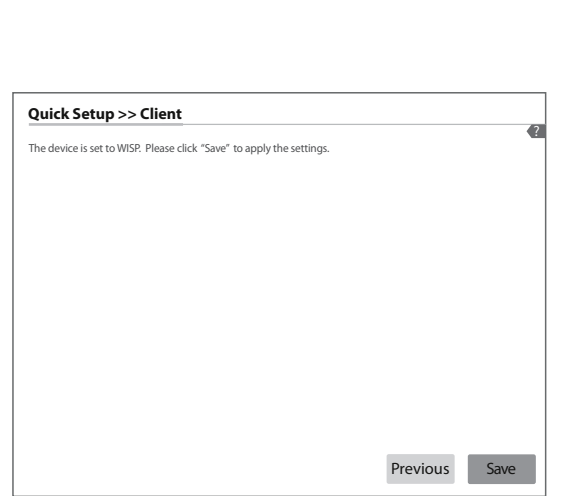 Quick Setup >> Client
?
The device is set to WISP. Please click “Save” to apply the settings.
Previous Save